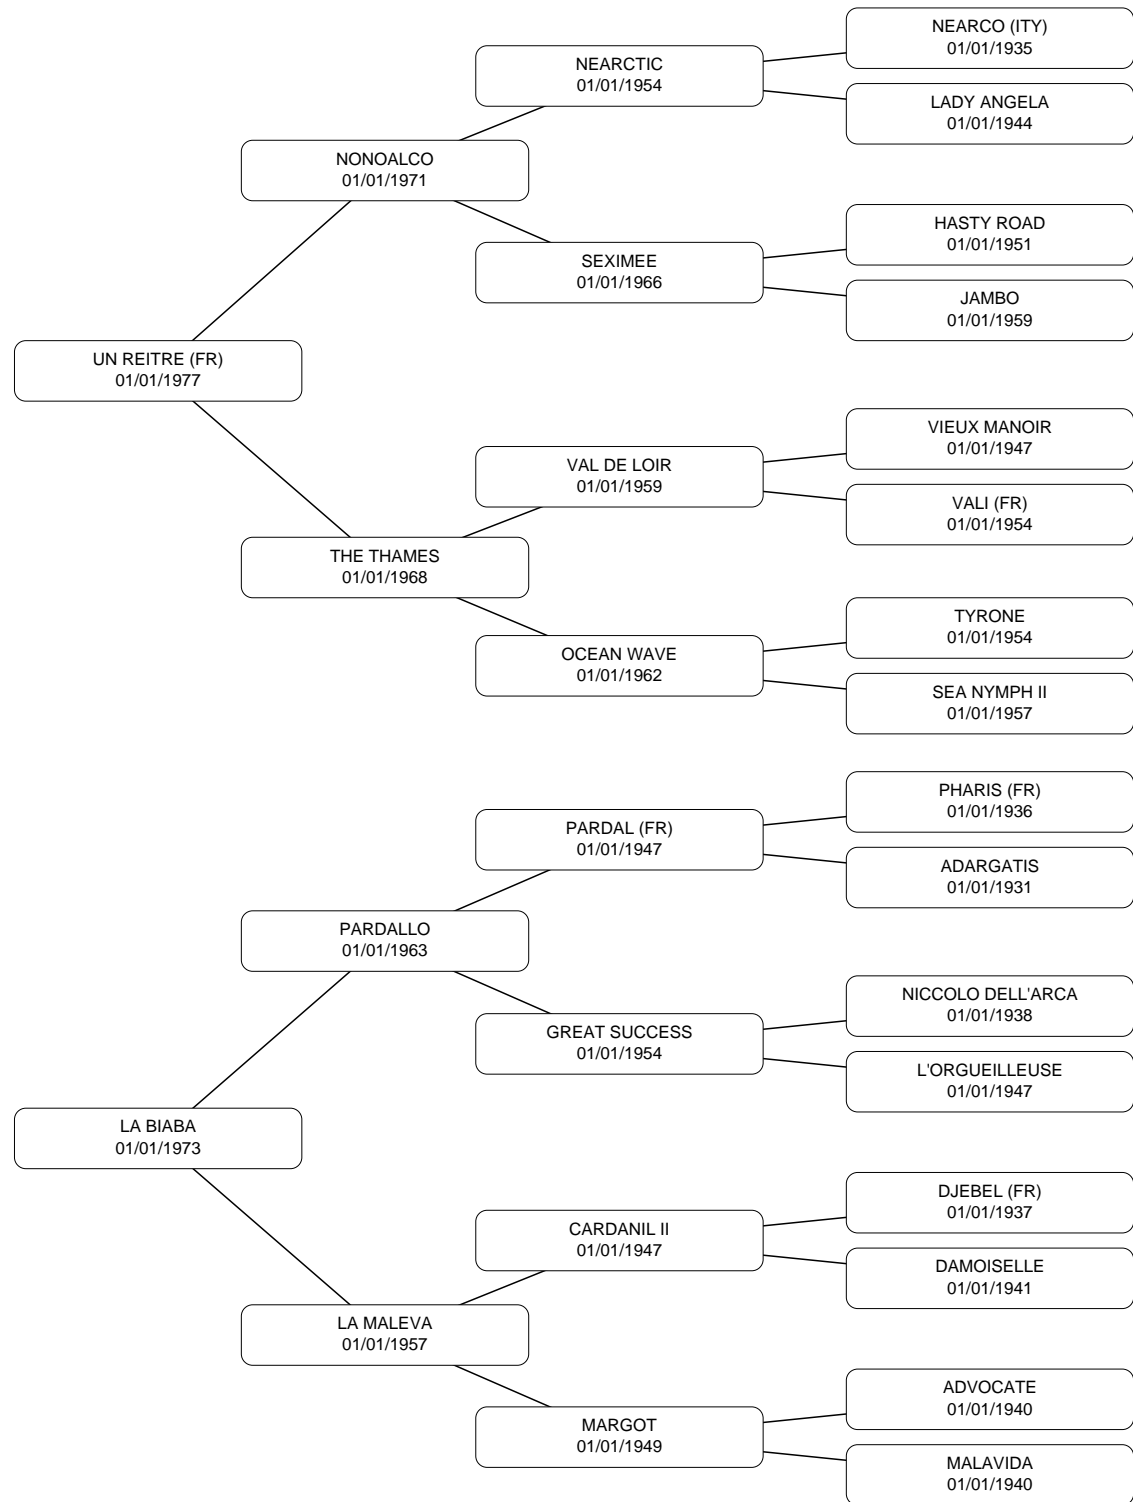 NEARCO (ITY)
01/01/1935
NEARCTIC
01/01/1954
LADY ANGELA
01/01/1944
NONOALCO
01/01/1971
HASTY ROAD
01/01/1951
SEXIMEE
01/01/1966
JAMBO
01/01/1959
UN REITRE (FR)
01/01/1977
VIEUX MANOIR
01/01/1947
VAL DE LOIR
01/01/1959
VALI (FR)
01/01/1954
THE THAMES
01/01/1968
TYRONE
01/01/1954
OCEAN WAVE
01/01/1962
SEA NYMPH II
01/01/1957
PHARIS (FR)
01/01/1936
PARDAL (FR)
01/01/1947
ADARGATIS
01/01/1931
PARDALLO
01/01/1963
NICCOLO DELL'ARCA
01/01/1938
GREAT SUCCESS
01/01/1954
L'ORGUEILLEUSE
01/01/1947
LA BIABA
01/01/1973
DJEBEL (FR)
01/01/1937
CARDANIL II
01/01/1947
DAMOISELLE
01/01/1941
LA MALEVA
01/01/1957
ADVOCATE
01/01/1940
MARGOT
01/01/1949
MALAVIDA
01/01/1940